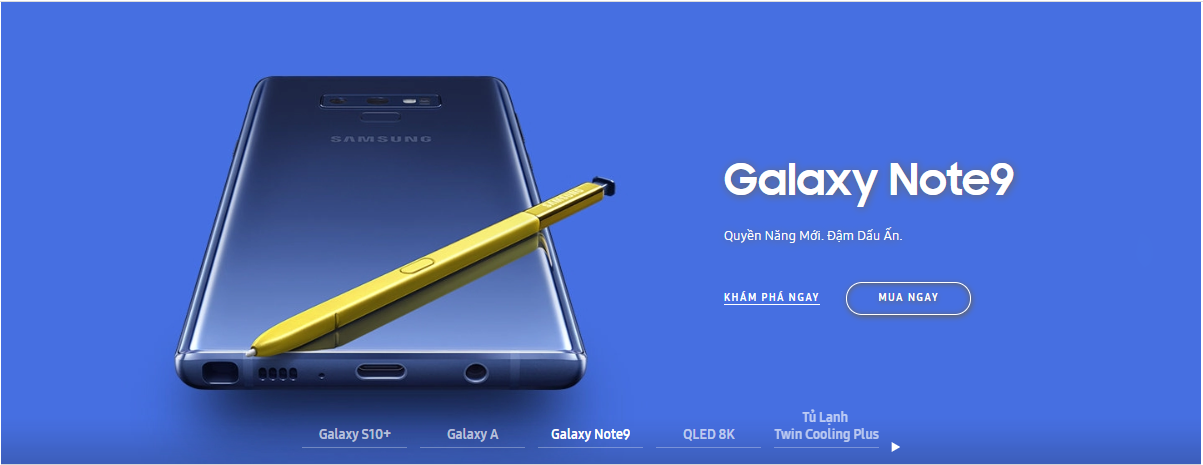 SAMSUNG
Galaxy Note9
Quyền Năng Mới. Đậm Dấu Ấn.
KHÁM PHÁ NGAY
MUA NGAY
Galaxy S10+
Galaxy A
Galaxy Note9
QLED 8K
Tủ Lạnh
Twin Cooling Plus